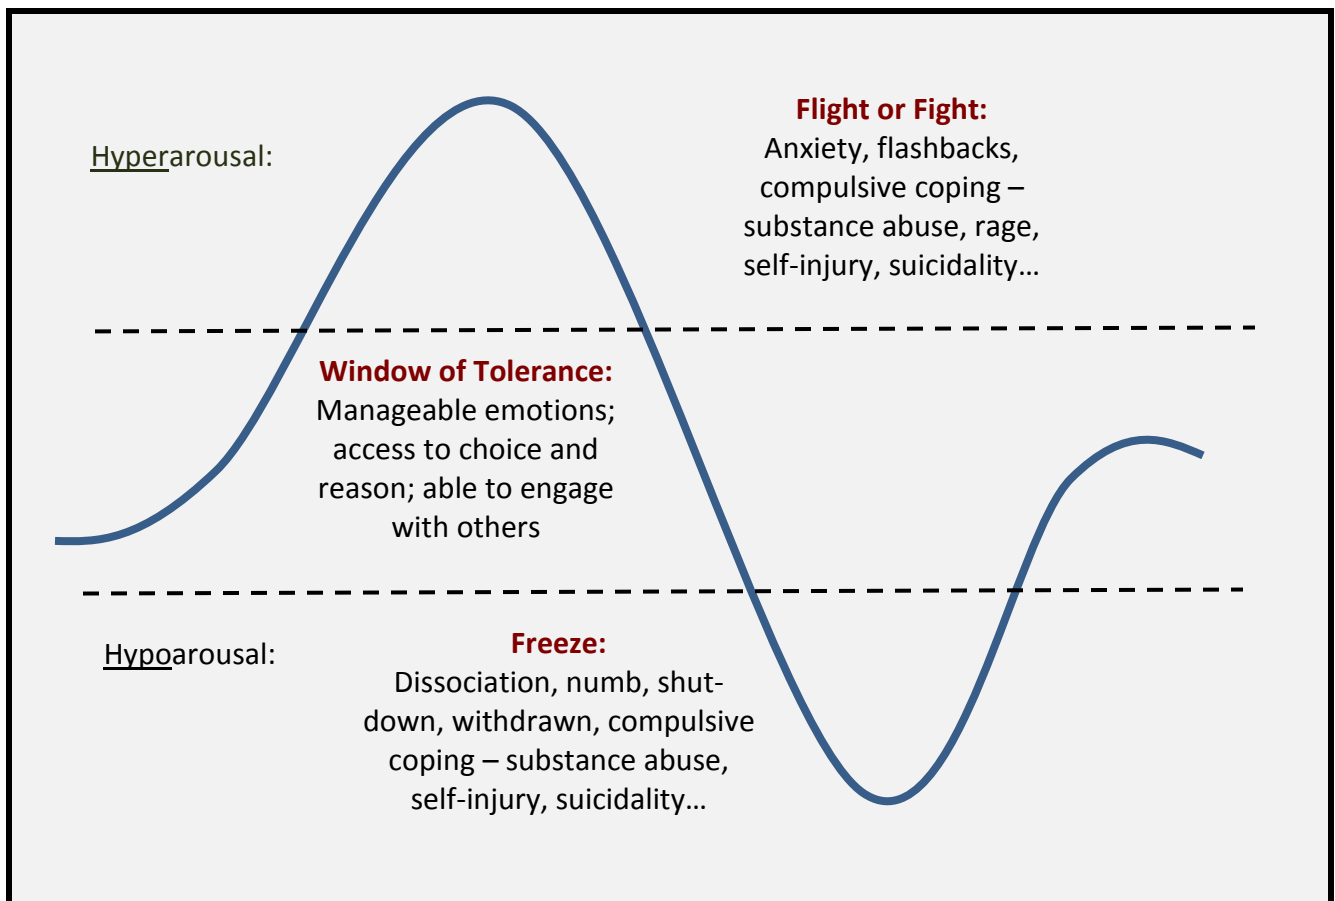 Flight or Fight:
Hyperarousal:
Anxiety, flashbacks,
compulsive coping –
substance abuse, rage,
self-injury, suicidality…
Window of Tolerance:
Manageable emotions;
access to choice and
reason; able to engage
with others
Hypoarousal:
Freeze:
Dissociation, numb, shut-
down, withdrawn, compulsive
coping – substance abuse,
self-injury, suicidality…